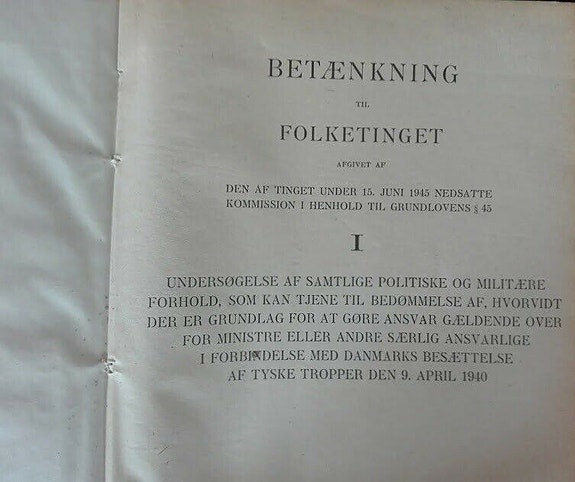 BETÆNKNING
TIL
FOLKETINGET
AFGIVET AF
DEN AF TINGET UNDER 15. JUNI 1945 NEDSATTE
KOMMISSION I HENHOLD TIL GRUNDLOVENS § 45
I
UNDERSØGELSE AF SAMTLIGE POLITISKE OG MILITÆRE
FORHOLD, SOM KAN TJENE TIL BEDØMMELSE AF, HVORVIDT
DER ER GRUNDLAG FOR AT GØRE ANSVAR GÆLDENDE OVER
FOR MINISTRE ELLER ANDRE SÆRLIG ANSVARLIGE
I FORBINDELSE MED DANMARKS BESÆTTELSE
AF TYSKE TROPPER DEN 9. APRIL 1940